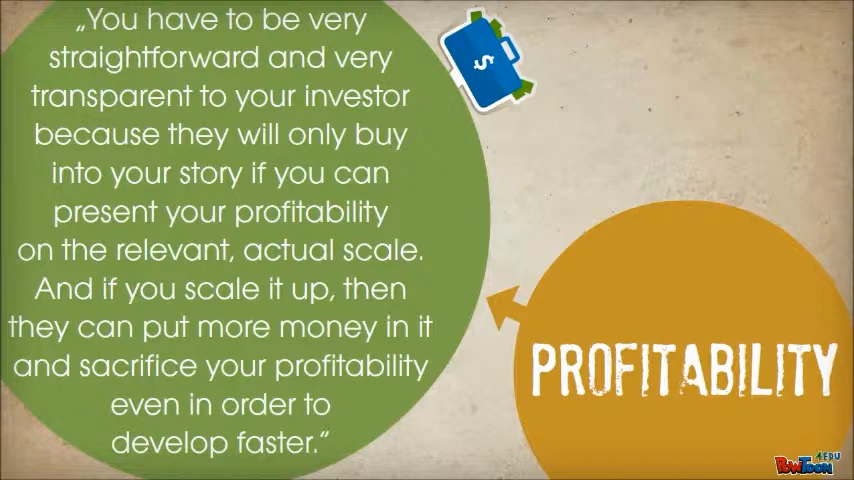 „You have to be very
straightforward and very
transparent to your investor
because they will only buy
into your story if you can
present your profitability
on the relevant, actual scale.
And if you scale it up, then
they can put more money in it
and sacrifice your profitability
even in order to
develop faster.”
$
PROFITABILITY
4EDU
POWTOON